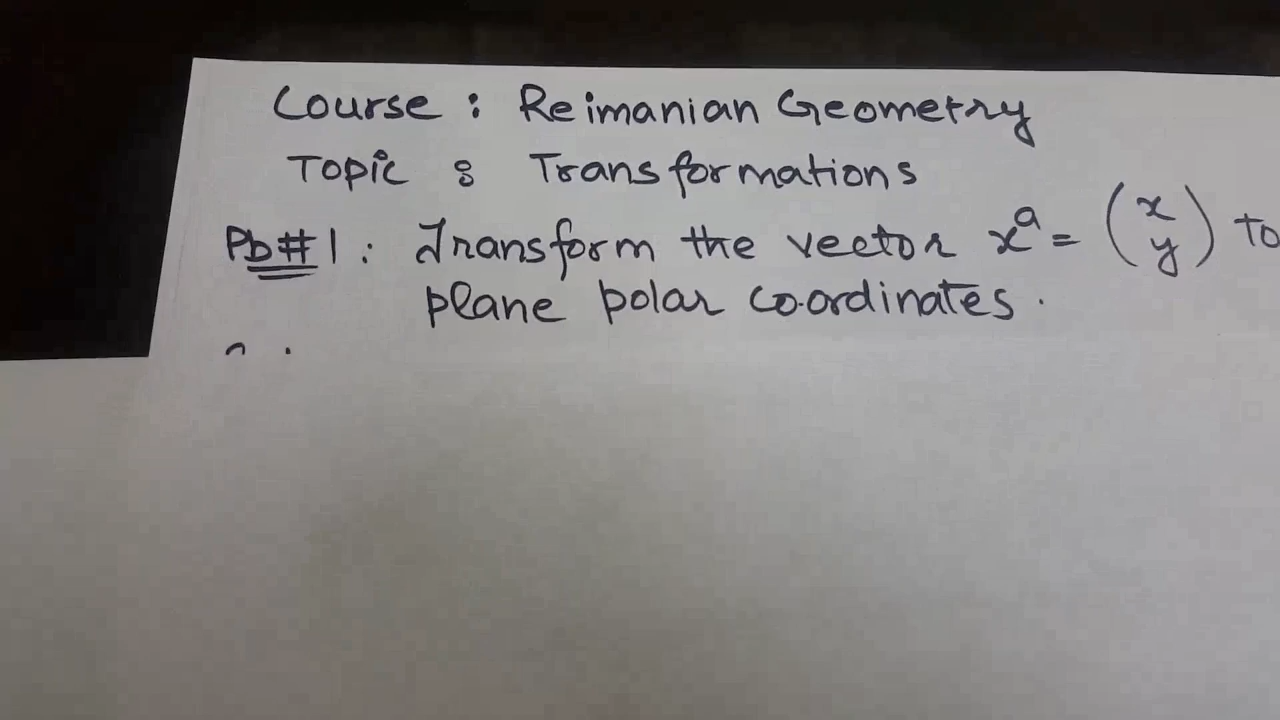 Course : Reimanian Geometry
Topic : Transformations
Pb#1 : Transform the vector x^a = (x y) to
plane polar co.ordinates.